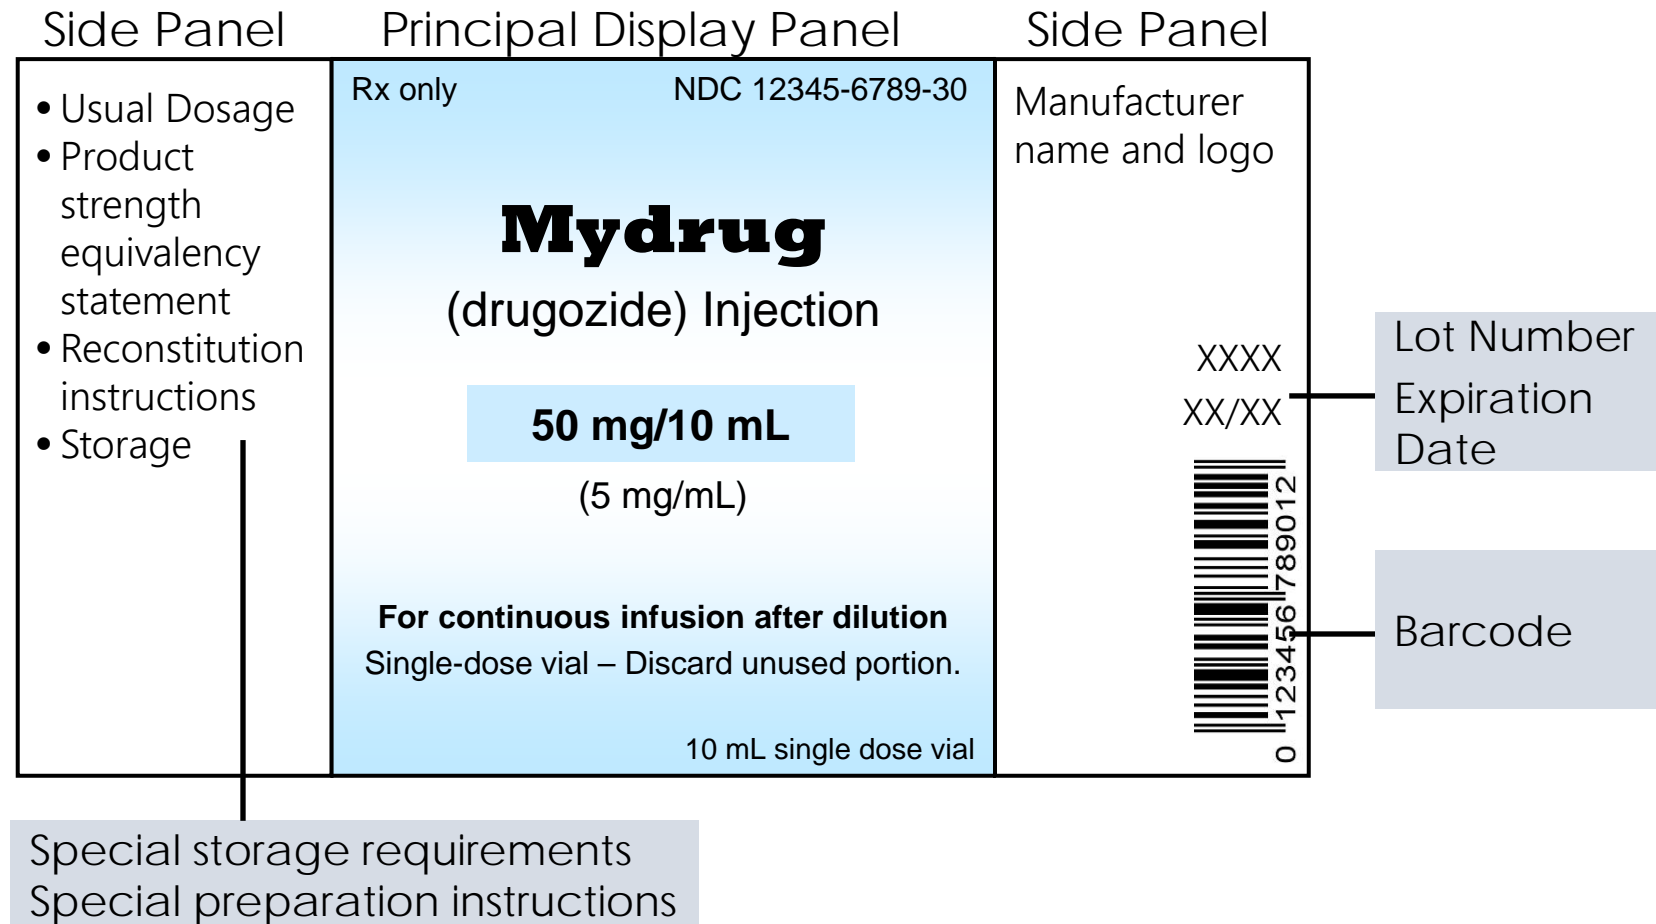 Side Panel
Principal Display Panel
Side Panel
• Usual Dosage
• Product
strength
equivalency
statement
• Reconstitution
instructions
• Storage
Rx only
NDC 12345-6789-30
Mydrug
(drugozide) Injection
50 mg/10 mL
(5 mg/mL)
For continuous infusion after dilution
Single-dose vial – Discard unused portion.
10 mL single dose vial
Manufacturer
name and logo
XXXX
XX/XX
0 123456 789012
Lot Number
Expiration
Date
Barcode
Special storage requirements
Special preparation instructions